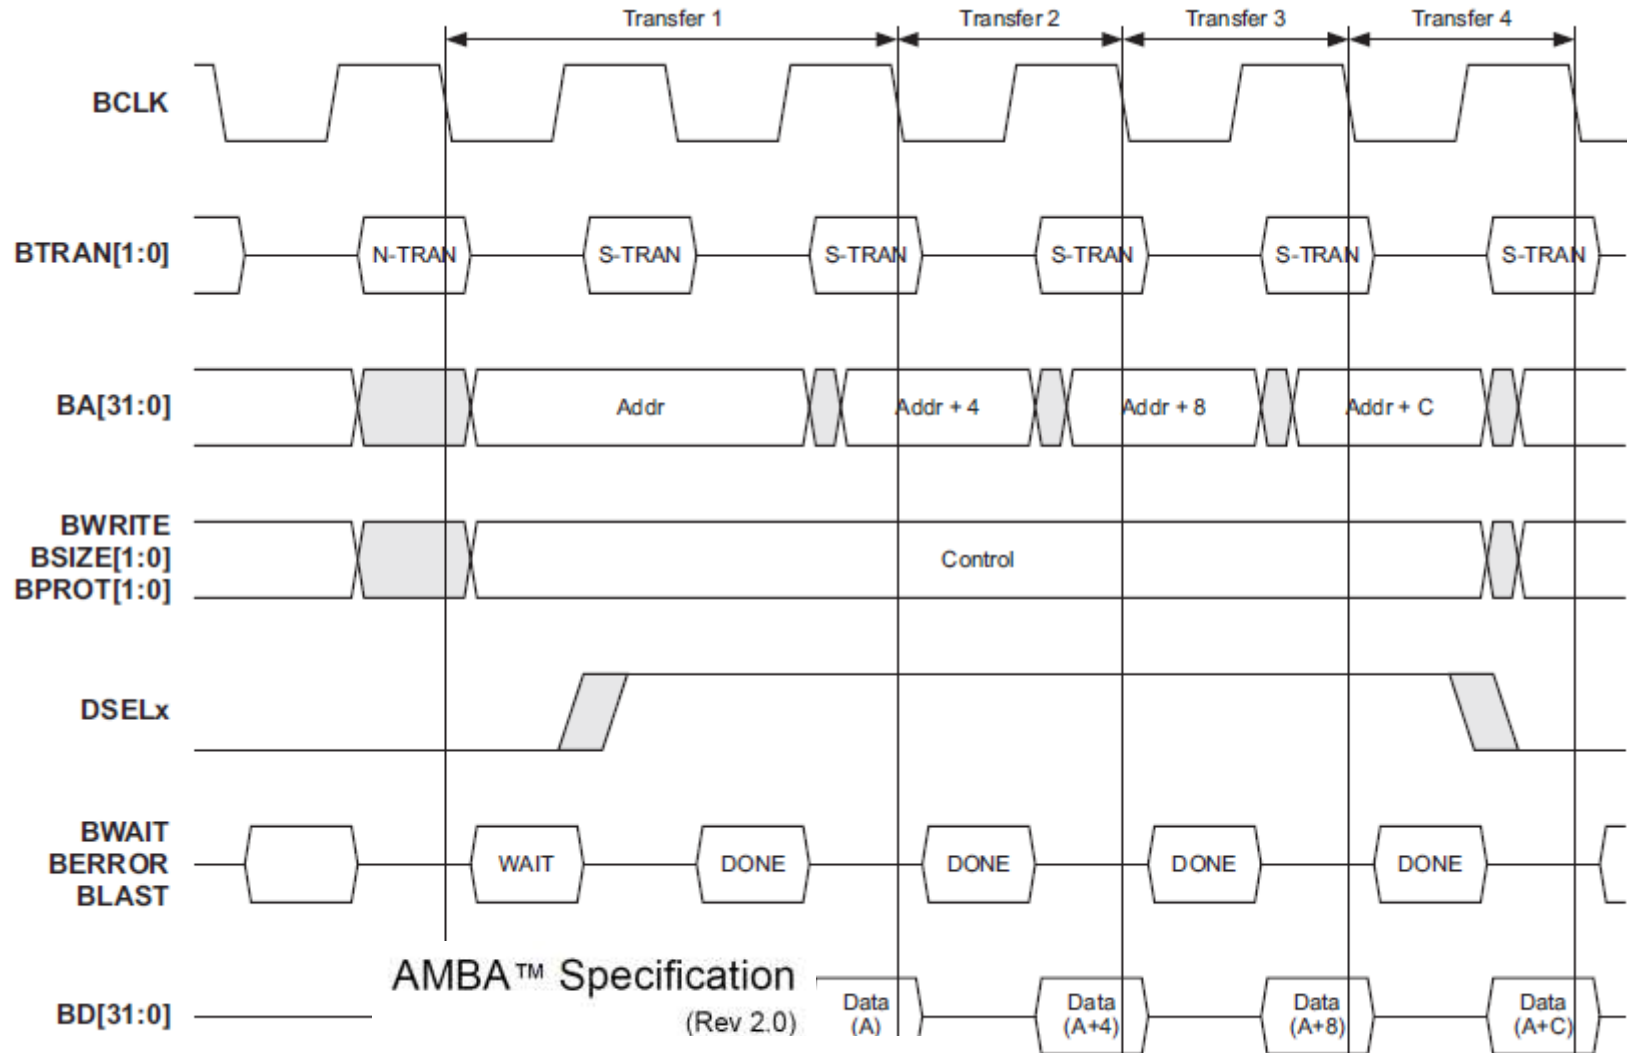 Transfer 1
Transfer 2
Transfer 3
Transfer 4
BCLK
BTRAN[1:0]
N-TRAN
S-TRAN
S-TRAN
S-TRAN
S-TRAN
S-TRAN
BA[31:0]
Addr
Addr + 4
Addr + 8
Addr + C
BWRITE
BSIZE[1:0]
BPROT[1:0]
Control
DSELx
BWAIT
BERROR
BLAST
WAIT
DONE
DONE
DONE
DONE
AMBA™ Specification
(Rev 2.0)
BD[31:0]
Data
(A)
Data
(A+4)
Data
(A+8)
Data
(A+C)